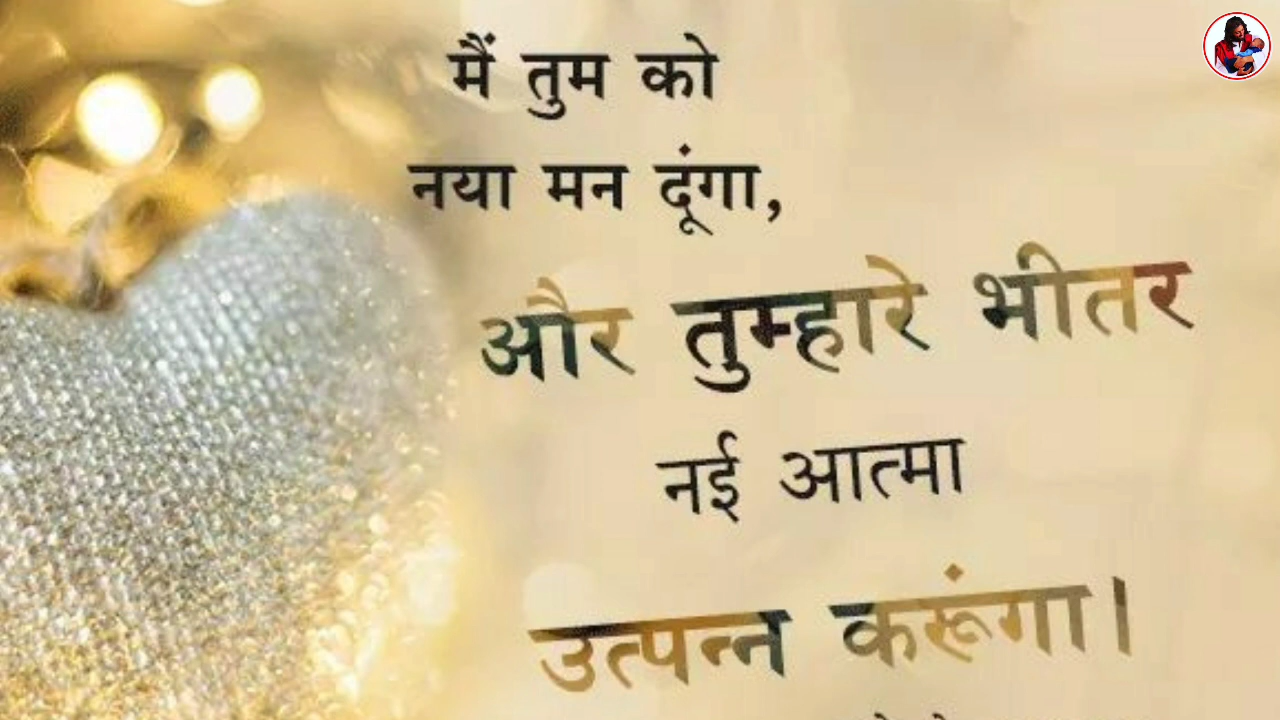 मैं तुम को
नया मन दूंगा,
और तुम्हारे भीतर
नई आत्मा
उत्पन्न करूंगा।